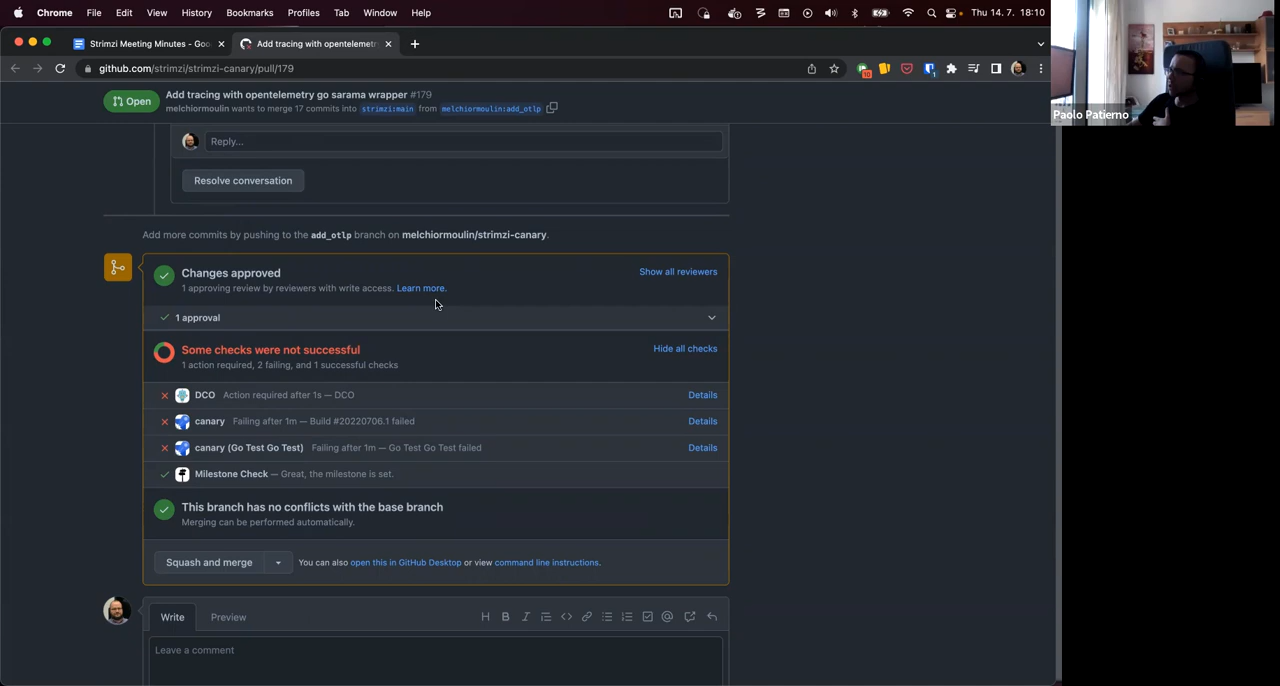 Chrome File Edit View History Bookmarks Profiles Tab Window Help Thu 14. 7. 18:10
Strimzi Meeting Minutes - Goo
Add tracing with opentelemetr
github.com/strimzi/strimzi-canary/pull/179
10
1
Open
Add tracing with opentelemetry go sarama wrapper #179
melchiormoulin wants to merge 17 commits into strimzi:main from melchiormoulin:add_otlp
Paolo Patierno
Reply...
Resolve conversation
Add more commits by pushing to the add_otlp branch on melchiormoulin/strimzi-canary.
Changes approved
Show all reviewers
1 approving review by reviewers with write access. Learn more.
1 approval
Some checks were not successful
Hide all checks
1 action required, 2 failing, and 1 successful checks
DCO Action required after 1s — DCO Details
canary Failing after 1m — Build #20220706.1 failed Details
canary (Go Test Go Test) Failing after 1m — Go Test Go Test failed Details
Milestone Check — Great, the milestone is set.
This branch has no conflicts with the base branch
Merging can be performed automatically.
Squash and merge
You can also open this in GitHub Desktop or view command line instructions.
Write Preview
H B I
Leave a comment